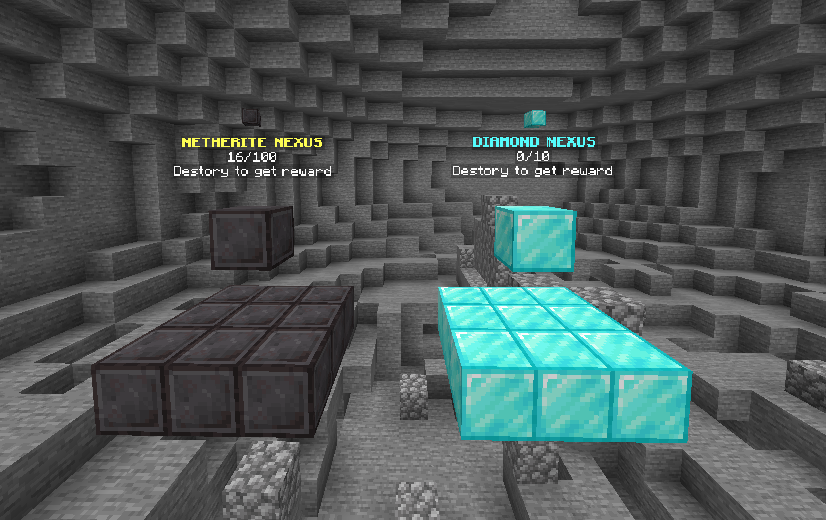 NETHERITE NEXUS
16/100
Destory to get reward
DIAMOND NEXUS
0/10
Destory to get reward